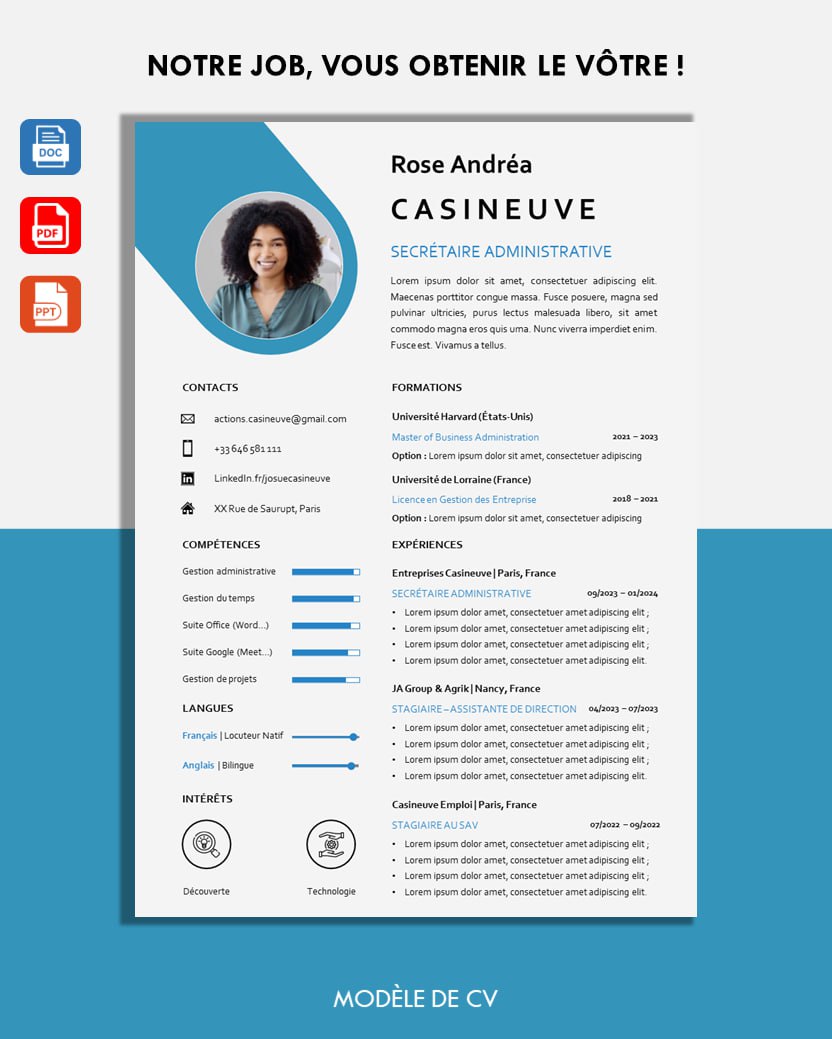 NOTRE JOB, VOUS OBTENIR LE VÔTRE !
DOC
PDF
PPT
Rose Andréa
CASINEUVE
SECRÉTAIRE ADMINISTRATIVE
Lorem ipsum dolor sit amet, consectetuer adipiscing elit.
Maecenas porttitor congue massa. Fusce posuere, magna sed
pulvinar ultricies, purus lectus malesuada libero, sit amet
commodo magna eros quis urna. Nunc viverra imperdiet enim.
Fusce est. Vivamus a tellus.
CONTACTS
actions.casineuve@gmail.com
+33 646 581 111
in LinkedIn.fr/josuecasineuve
XX Rue de Saurupt, Paris
COMPÉTENCES
Gestion administrative
Gestion du temps
Suite Office (Word...)
Suite Google (Meet...)
Gestion de projets
LANGUES
Français | Locuteur Natif
Anglais | Bilingue
INTÉRÊTS
Découverte
Technologie
FORMATIONS
Université Harvard (États-Unis)
Master of Business Administration 2021 – 2023
Option : Lorem ipsum dolor sit amet, consectetuer adipiscing
Université de Lorraine (France)
Licence en Gestion des Entreprise 2018 – 2021
Option : Lorem ipsum dolor sit amet, consectetuer adipiscing
EXPÉRIENCES
Entreprises Casineuve | Paris, France
SECRÉTAIRE ADMINISTRATIVE 09/2023 – 01/2024
• Lorem ipsum dolor amet, consectetuer amet adipiscing elit ;
• Lorem ipsum dolor amet, consectetuer amet adipiscing elit ;
• Lorem ipsum dolor amet, consectetuer amet adipiscing elit ;
• Lorem ipsum dolor amet, consectetuer amet adipiscing elit.
JA Group & Agrik | Nancy, France
STAGIAIRE – ASSISTANTE DE DIRECTION 04/2023 – 07/2023
• Lorem ipsum dolor amet, consectetuer amet adipiscing elit ;
• Lorem ipsum dolor amet, consectetuer amet adipiscing elit ;
• Lorem ipsum dolor amet, consectetuer amet adipiscing elit ;
• Lorem ipsum dolor amet, consectetuer amet adipiscing elit.
Casineuve Emploi | Paris, France
STAGIAIRE AU SAV 07/2022 – 09/2022
• Lorem ipsum dolor amet, consectetuer amet adipiscing elit ;
• Lorem ipsum dolor amet, consectetuer amet adipiscing elit ;
• Lorem ipsum dolor amet, consectetuer amet adipiscing elit ;
• Lorem ipsum dolor amet, consectetuer amet adipiscing elit.
MODÈLE DE CV